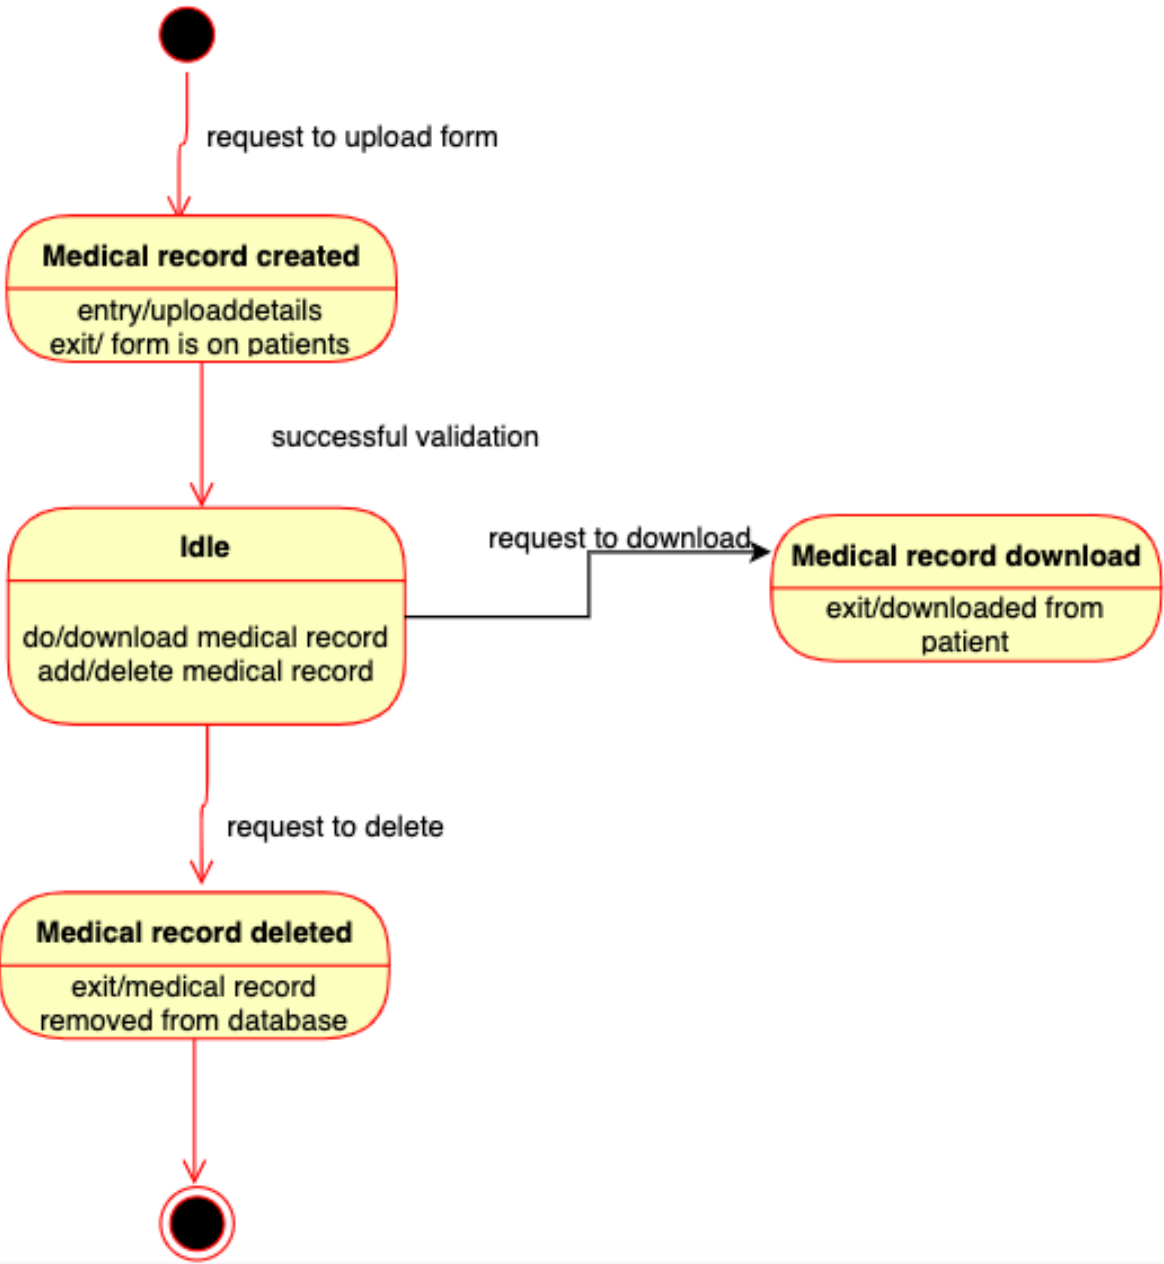 request to upload form
Medical record created
entry/uploaddetails
exit/ form is on patients
successful validation
Idle
do/download medical record
add/delete medical record
request to download
Medical record download
exit/downloaded from
patient
request to delete
Medical record deleted
exit/medical record
removed from database